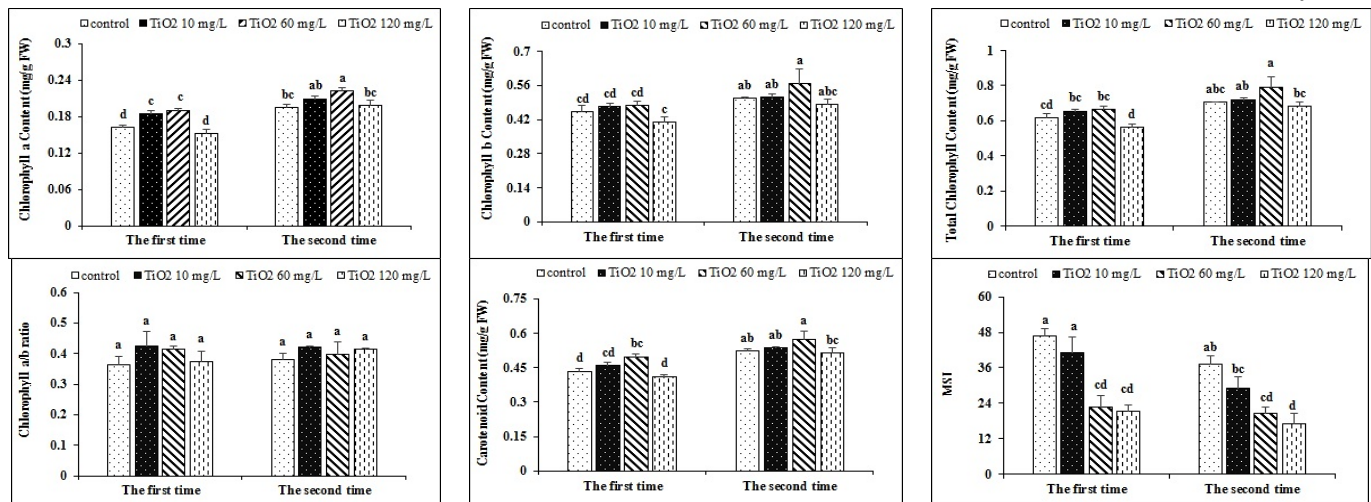 control TiO2 10 mg/L TiO2 60 mg/L TiO2 120 mg/L
Chlorophyll a Content (mg/g FW)
0.3
0.24
0.18
0.12
0.06
0
d c c d bc ab a bc
The first time The second time
control TiO2 10 mg/L TiO2 60 mg/L TiO2 120 mg/L
Chlorophyll b Content (mg/g FW)
0.7
0.56
0.42
0.28
0.14
0
cd cd cd c ab ab a abc
The first time The second time
control TiO2 10 mg/L TiO2 60 mg/L TiO2 120 mg/L
Total Chlorophyll Content (mg/g FW)
1
0.8
0.6
0.4
0.2
0
cd bc bc d abc ab a bc
The first time The second time
control TiO2 10 mg/L TiO2 60 mg/L TiO2 120 mg/L
Chlorophyll a/b ratio
0.6
0.5
0.4
0.3
0.2
0.1
0
a a a a a a a a
The first time The second time
control TiO2 10 mg/L TiO2 60 mg/L TiO2 120 mg/L
Carotenoid Content (mg/g FW)
0.75
0.6
0.45
0.3
0.15
0
d cd bc d ab ab a bc
The first time The second time
control TiO2 10 mg/L TiO2 60 mg/L TiO2 120 mg/L
MSI
60
48
36
24
12
0
a a cd cd ab bc cd d
The first time The second time